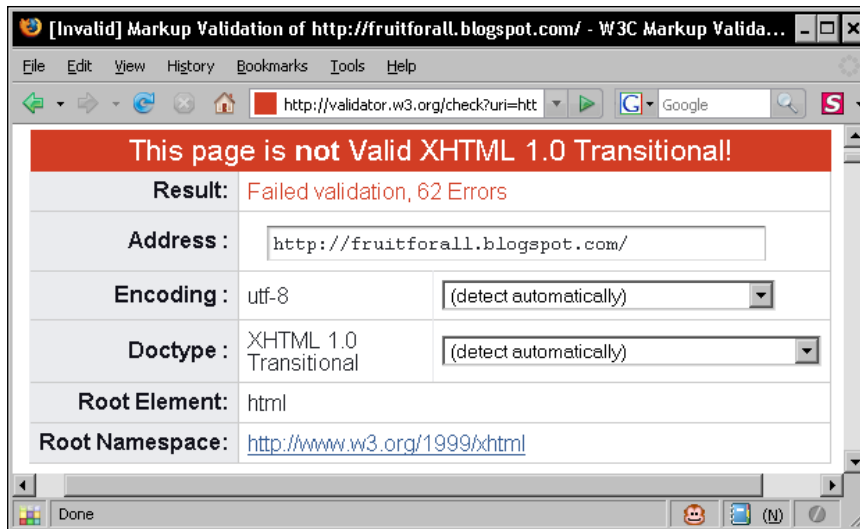 [Invalid] Markup Validation of http://fruitforall.blogspot.com/ - W3C Markup Valida...
File Edit View History Bookmarks Tools Help
http://validator.w3.org/check?uri=htt G Google S
This page is not Valid XHTML 1.0 Transitional!
Result: Failed validation, 62 Errors
Address : http://fruitforall.blogspot.com/
Encoding : utf-8 (detect automatically)
Doctype : XHTML 1.0
Transitional (detect automatically)
Root Element: html
Root Namespace: http://www.w3.org/1999/xhtml
Done (N)